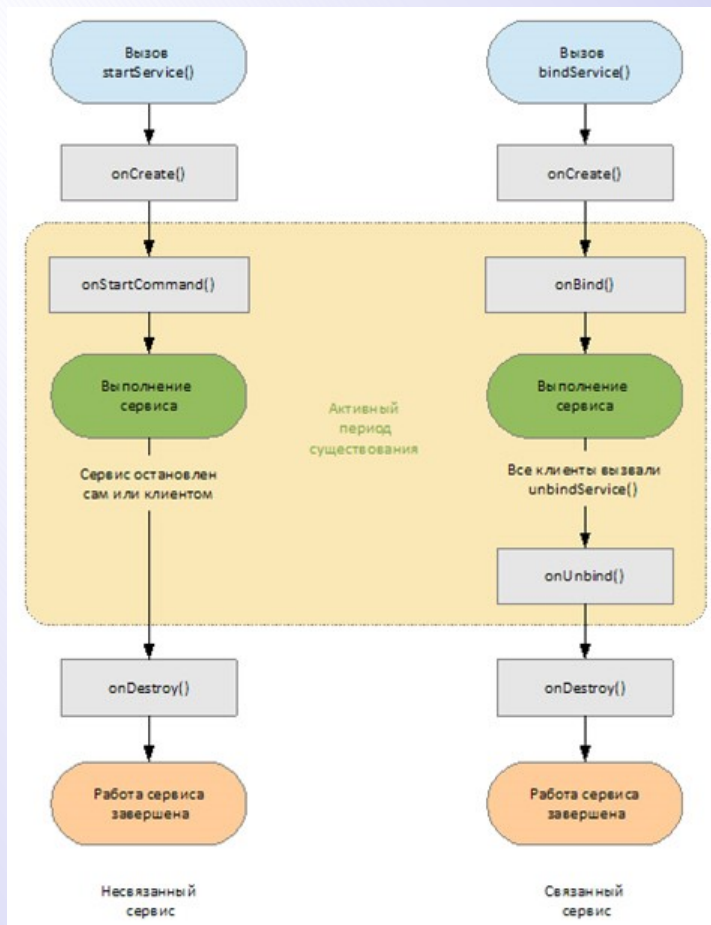 Вызов
startService()
onCreate()
onStartCommand()
Выполнение
сервиса
Сервис остановлен
сам или клиентом
onDestroy()
Работа сервиса
завершена
Несвязанный
сервис
Активный
период
существования
Вызов
bindService()
onCreate()
onBind()
Выполнение
сервиса
Все клиенты вызвали
unbindService()
onUnbind()
onDestroy()
Работа сервиса
завершена
Связанный
сервис